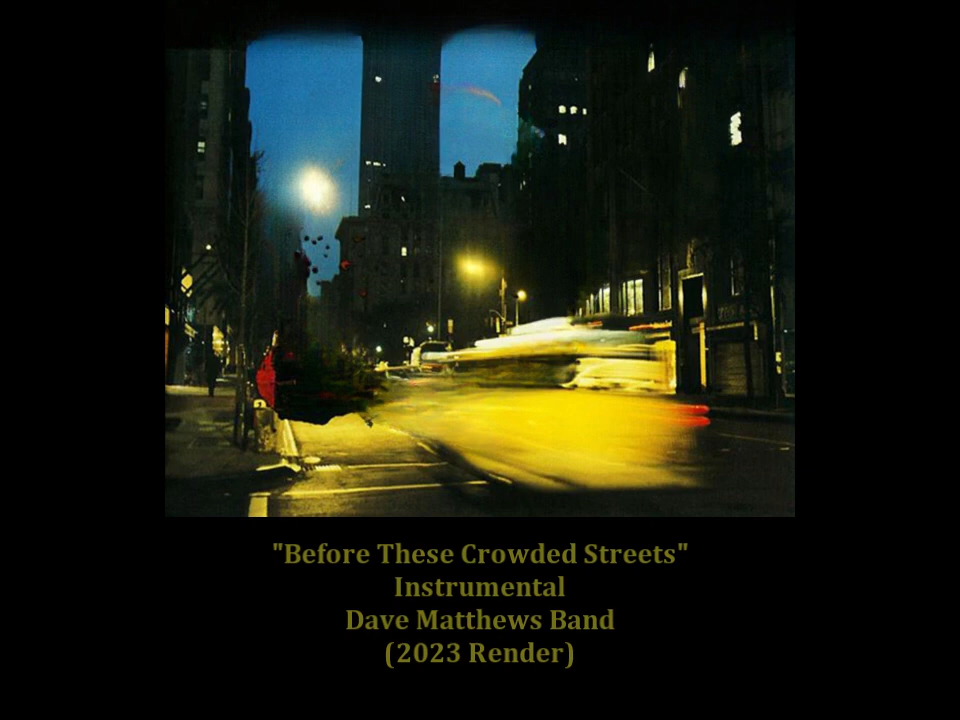 "Before These Crowded Streets"
Instrumental
Dave Matthews Band
(2023 Render)